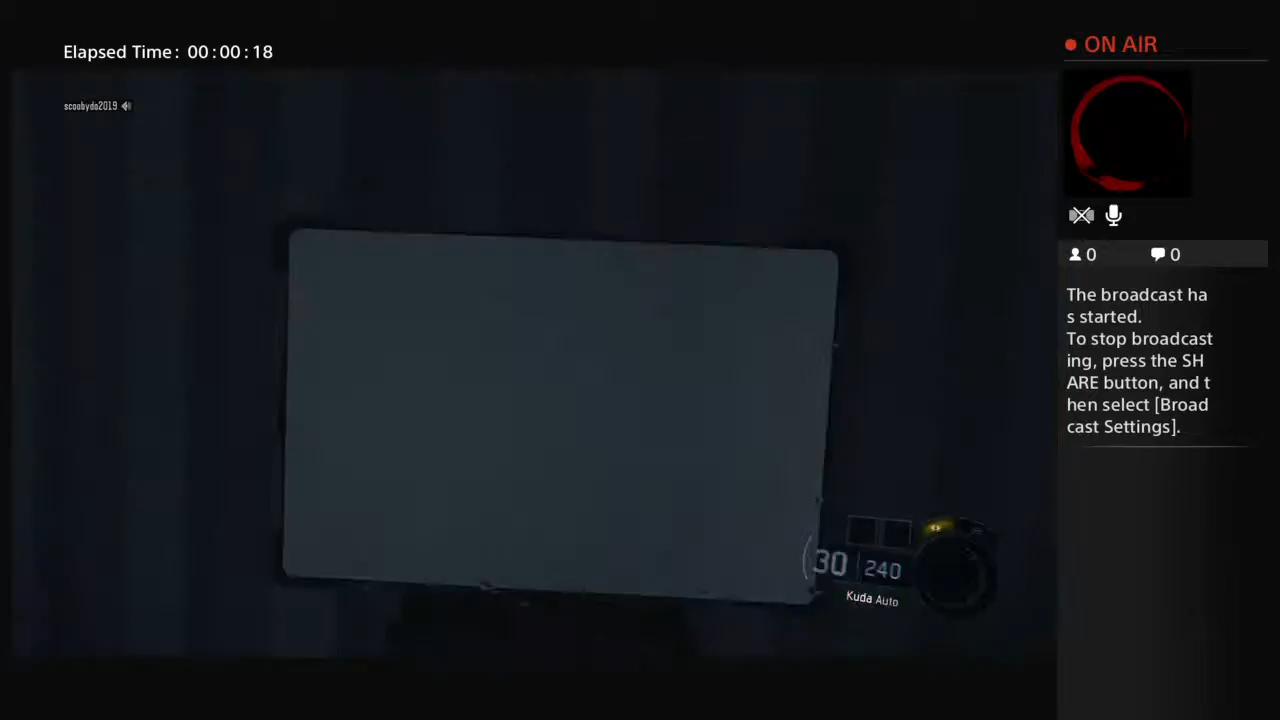 Elapsed Time: 00:00:18
ON AIR
scoobydo2019
0 0
The broadcast ha
s started.
To stop broadcast
ing, press the SH
ARE button, and t
hen select [Broad
cast Settings].
30 240
Kuda Auto